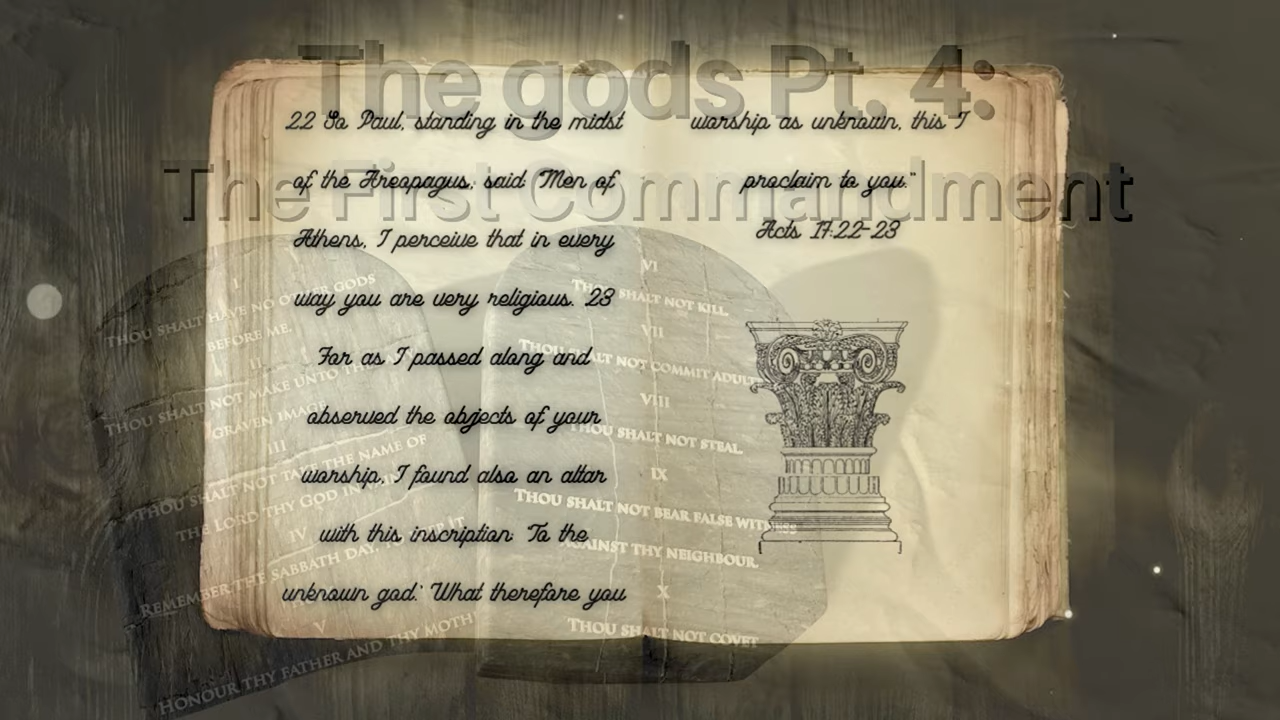 The gods Pt. 4:
The First Commandment
22 So Paul, standing in the midst
of the Areopagus, said: "Men of
Athens, I perceive that in every
way you are very religious. 23
For as I passed along and
observed the objects of your
worship, I found also an altar
with this inscription: 'To the
unknown god.' What therefore you
worship as unknown, this I
proclaim to you."
Acts 17:22-23
I
THOU SHALT HAVE NO OTHER GODS
BEFORE ME.
II
THOU SHALT NOT MAKE UNTO THEE
GRAVEN IMAGE
III
THOU SHALT NOT TAKE THE NAME OF
THE LORD THY GOD IN
IV
REMEMBER THE SABBATH DAY, TO KEEP IT
V
HONOUR THY FATHER AND THY MOTH
VI
THOU SHALT NOT KILL.
VII
THOU SHALT NOT COMMIT ADULT
VIII
THOU SHALT NOT STEAL.
IX
THOU SHALT NOT BEAR FALSE WITNESS
AGAINST THY NEIGHBOUR.
X
THOU SHALT NOT COVET